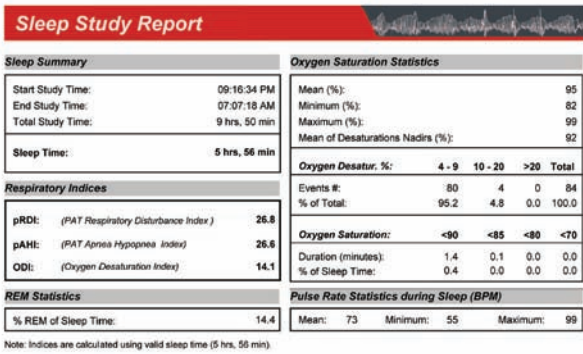 Sleep Study Report
Sleep Summary
Start Study Time: 09:16:34 PM
End Study Time: 07:07:18 AM
Total Study Time: 9 hrs, 50 min
Sleep Time: 5 hrs, 56 min
Respiratory Indices
pRDI: (PAT Respiratory Disturbance Index ) 26.8
pAHI: (PAT Apnea Hypopnea index) 26.6
ODI: (Oxygen Desaturation Index) 14.1
REM Statistics
% REM of Sleep Time: 14.4
Oxygen Saturation Statistics
Mean (%): 95
Minimum (%): 82
Maximum (%): 99
Mean of Desaturations Nadirs (%): 92
Oxygen Desatur. %: 4 - 9 10 - 20 >20 Total
Events #: 80 4 0 84
% of Total: 95.2 4.8 0.0 100.0
Oxygen Saturation: <90 <85 <80 <70
Duration (minutes): 1.4 0.1 0.0 0.0
% of Sleep Time: 0.4 0.0 0.0 0.0
Pulse Rate Statistics during Sleep (BPM)
Mean: 73 Minimum: 55 Maximum: 99
Note: Indices are calculated using valid sleep time (5 hrs, 56 min).